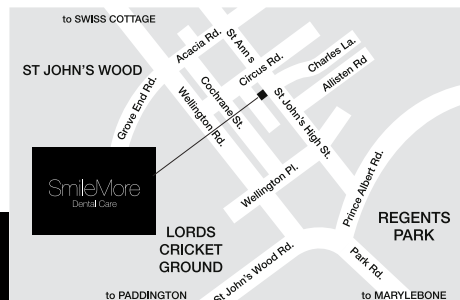 to SWISS COTTAGE
Acacia Rd.
St Ann's
ST JOHN'S WOOD
Grove End Rd.
Circus Rd.
Charles La.
Allisten Rd
Cochrane St.
Wellington Rd.
St John's High St.
SmileMore
Dental Care
Wellington Pl.
Prince Albert Rd.
LORDS
CRICKET
GROUND
REGENTS
PARK
St John's Wood Rd.
Park Rd.
to PADDINGTON
to MARYLEBONE